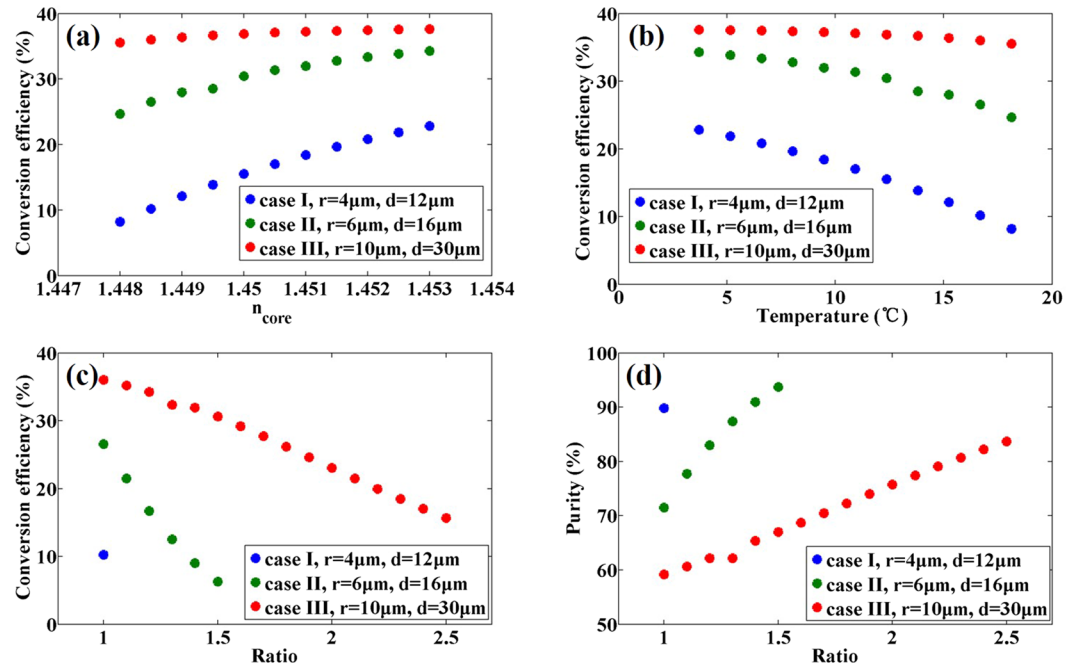 (a)
Conversion efficiency (%)
40
30
20
10
0
case I, r=4μm, d=12μm
case II, r=6μm, d=16μm
case III, r=10μm, d=30μm
1.447 1.448 1.449 1.45 1.451 1.452 1.453 1.454
n_core
(b)
Conversion efficiency (%)
40
30
20
10
0
case I, r=4μm, d=12μm
case II, r=6μm, d=16μm
case III, r=10μm, d=30μm
0 5 10 15 20
Temperature (℃)
(c)
Conversion efficiency (%)
40
30
20
10
0
case I, r=4μm, d=12μm
case II, r=6μm, d=16μm
case III, r=10μm, d=30μm
1 1.5 2 2.5
Ratio
(d)
Purity (%)
100
90
80
70
60
50
case I, r=4μm, d=12μm
case II, r=6μm, d=16μm
case III, r=10μm, d=30μm
1 1.5 2 2.5
Ratio